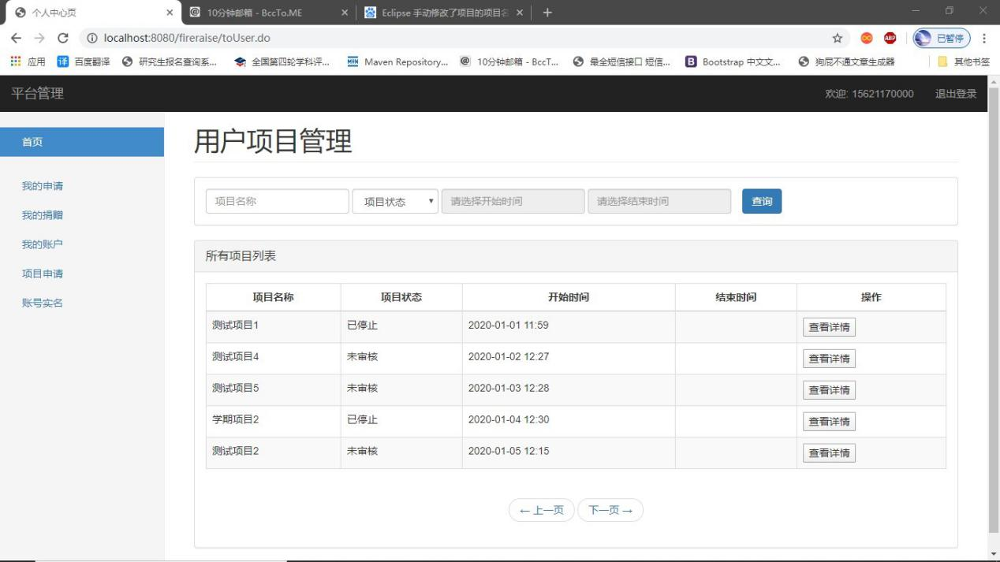 个人中心页
10分钟邮箱 - BccTo.ME
Eclipse 手动修改了项目的项目名
localhost:8080/fireraise/toUser.do
ABP
已暂停
应用
译 百度翻译
研究生报名查询系...
全国第四轮学科评...
MVN Maven Repository...
10分钟邮箱 - BccT...
最全短信接口 短信...
B Bootstrap 中文文...
狗屁不通文章生成器
其他书签
平台管理
欢迎: 15621170000
退出登录
首页
我的申请
我的捐赠
我的账户
项目申请
账号实名
用户项目管理
项目名称 项目状态 请选择开始时间 请选择结束时间 查询
所有项目列表
项目名称 项目状态 开始时间 结束时间 操作
测试项目1 已停止 2020-01-01 11:59 查看详情
测试项目4 未审核 2020-01-02 12:27 查看详情
测试项目5 未审核 2020-01-03 12:28 查看详情
学期项目2 已停止 2020-01-04 12:30 查看详情
测试项目2 未审核 2020-01-05 12:15 查看详情
← 上一页 下一页 →